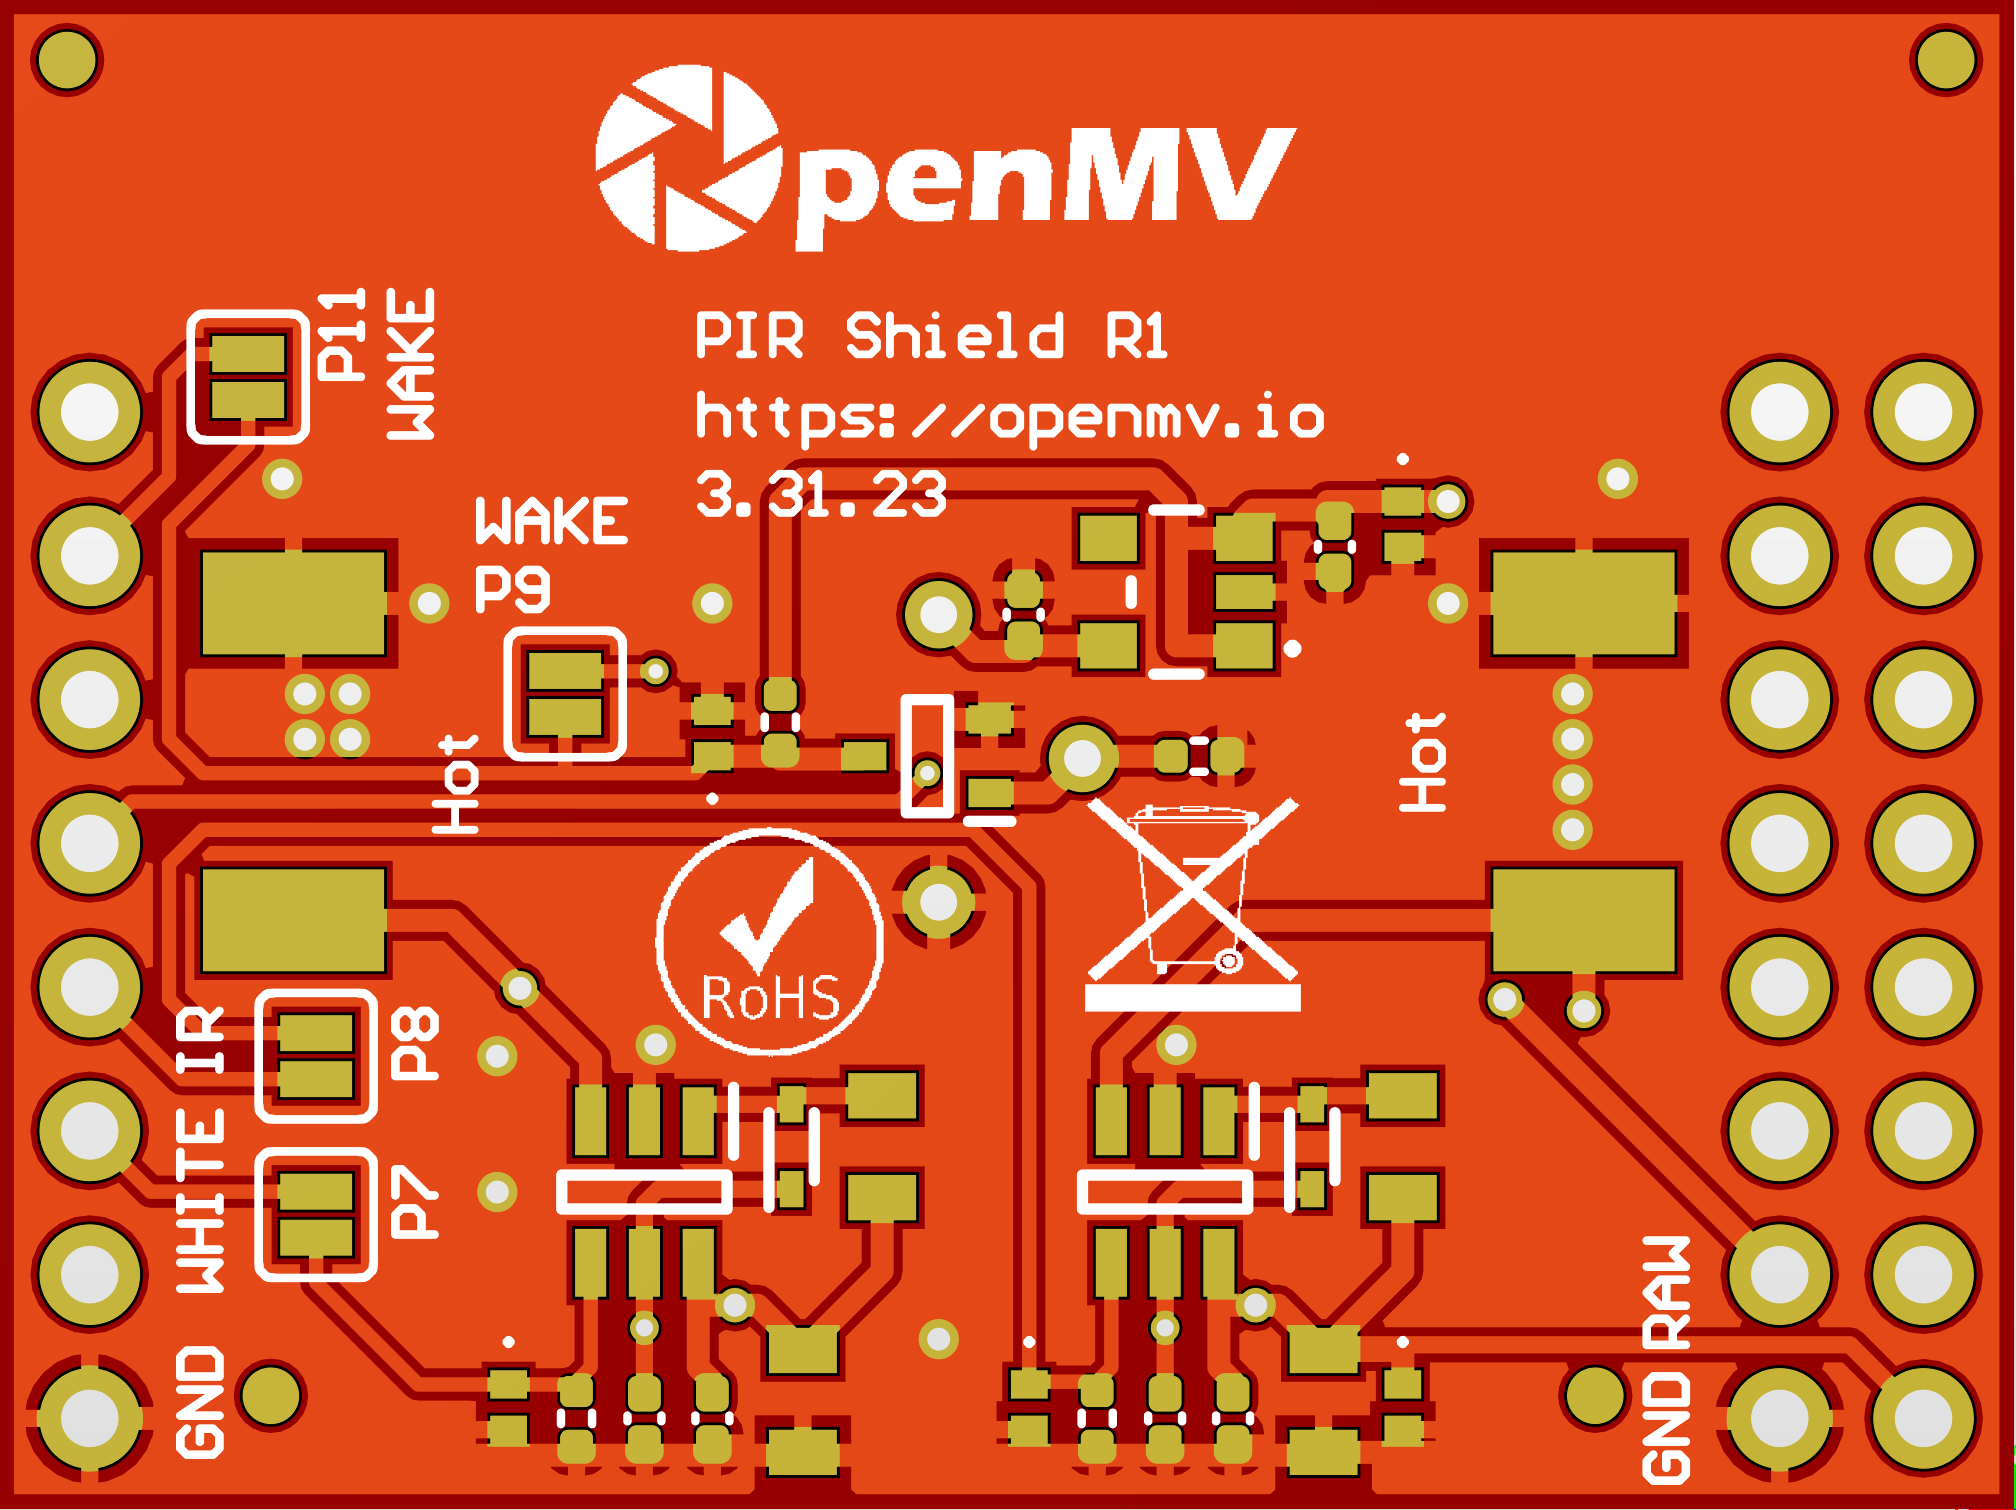 OpenMV
PIR Shield R1
https://openmv.io
3.31.23
P11
WAKE
WAKE
P9
Hot
Hot
RoHS
WHITE IR
P8
P7
GND
GND RAW